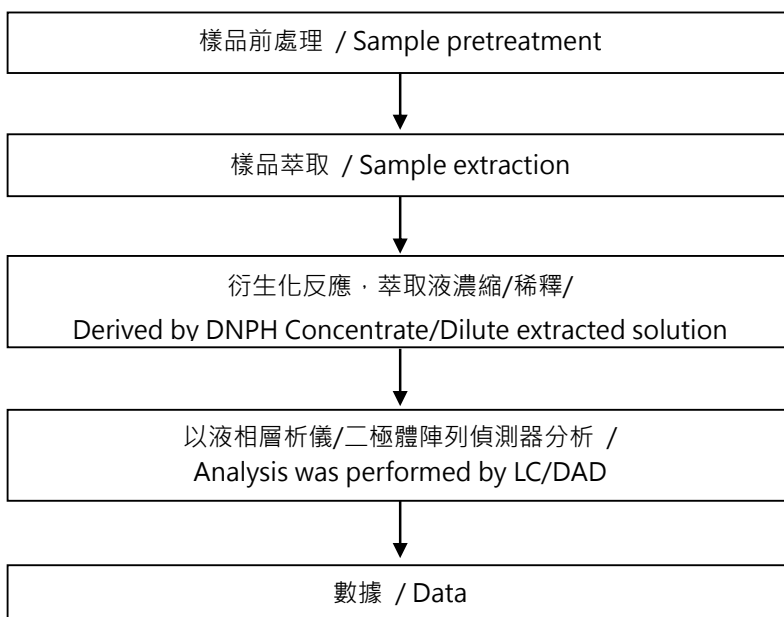 樣品前處理 / Sample pretreatment
樣品萃取 / Sample extraction
衍生化反應，萃取液濃縮/稀釋/
Derived by DNPH Concentrate/Dilute extracted solution
以液相層析儀/二極體陣列偵測器分析 /
Analysis was performed by LC/DAD
數據 / Data